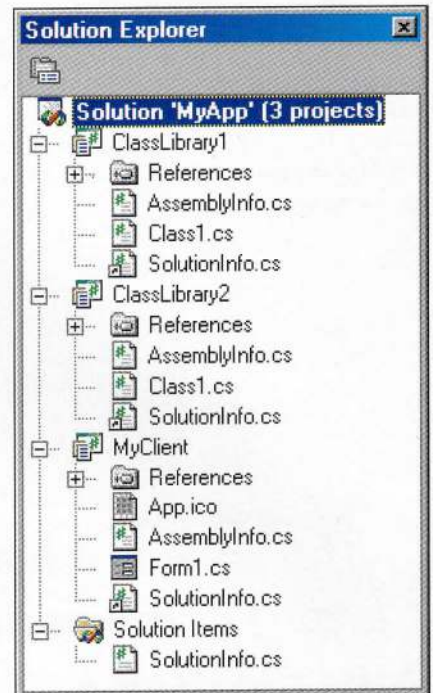 Solution Explorer
Solution 'MyApp' (3 projects)
ClassLibrary1
References
AssemblyInfo.cs
Class1.cs
SolutionInfo.cs
ClassLibrary2
References
AssemblyInfo.cs
Class1.cs
SolutionInfo.cs
MyClient
References
App.ico
AssemblyInfo.cs
Form1.cs
SolutionInfo.cs
Solution Items
SolutionInfo.cs